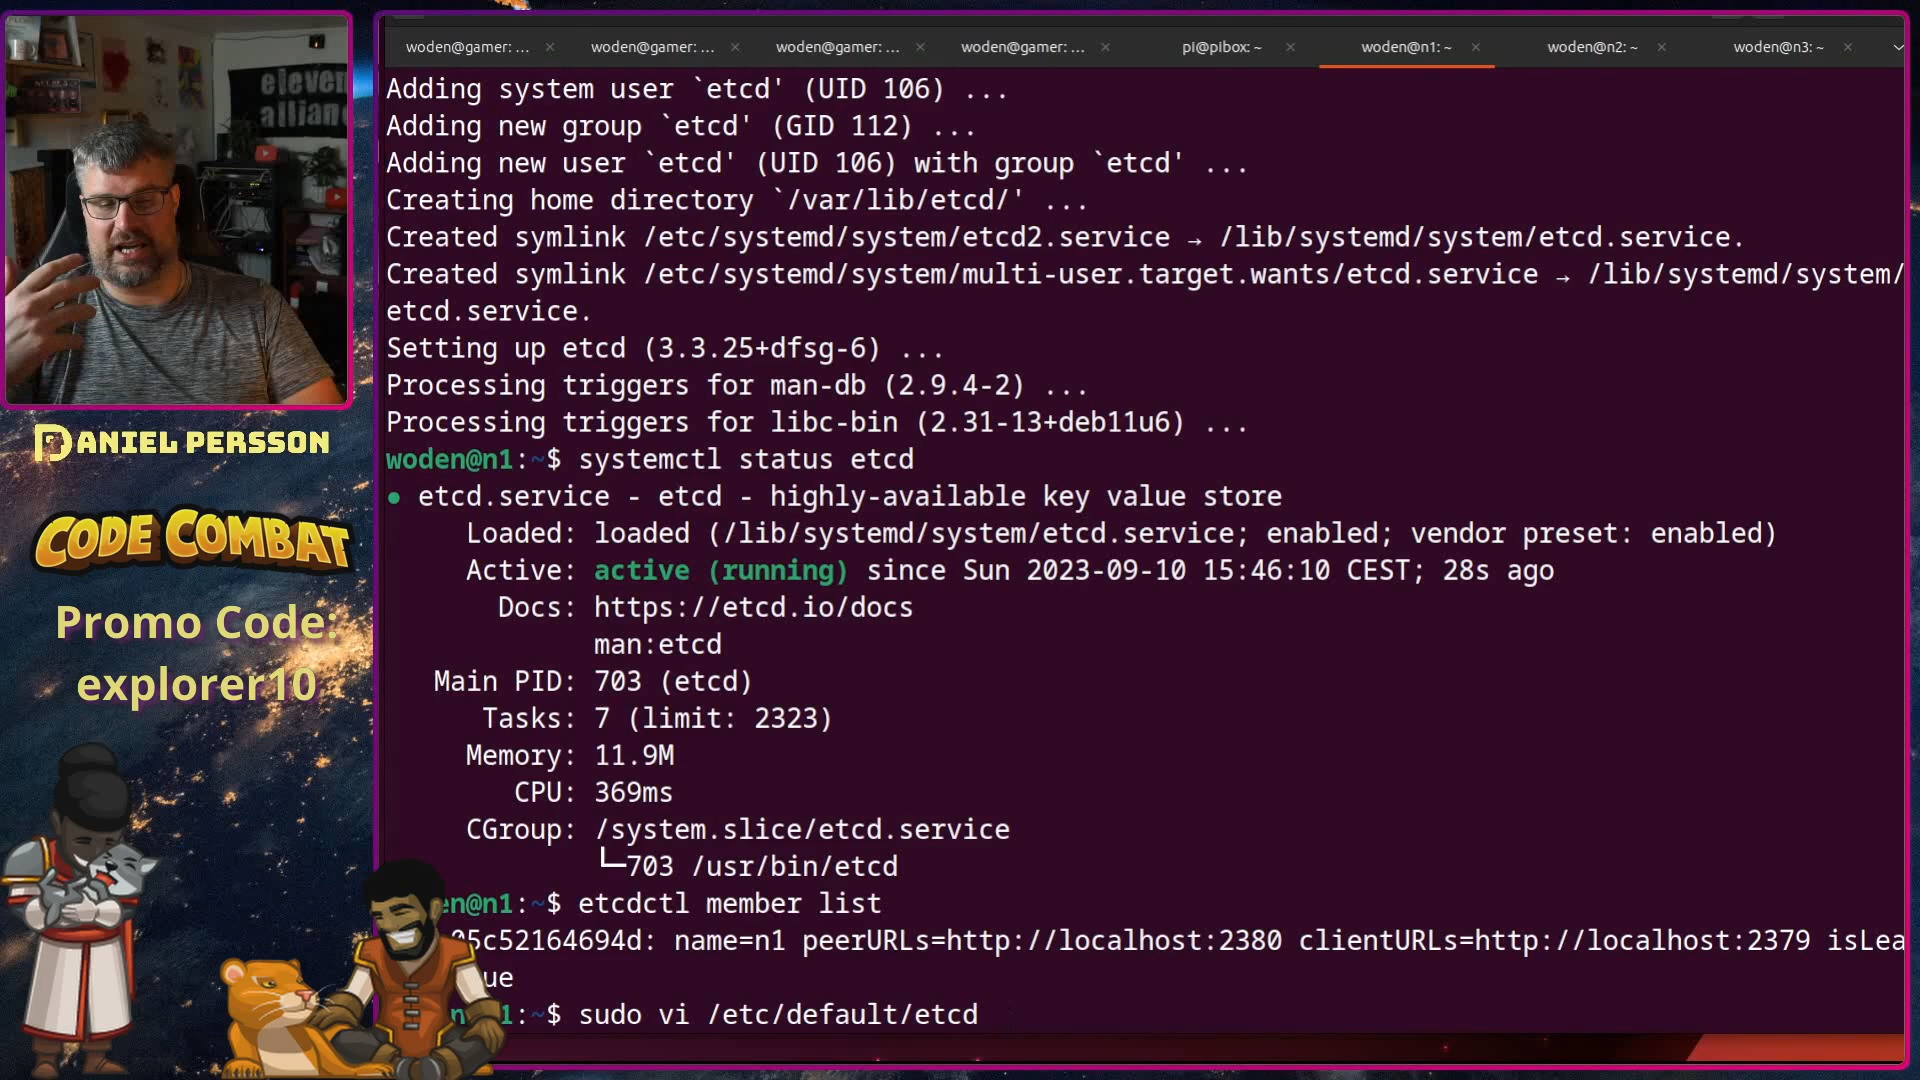 woden@gamer: ... ×
woden@gamer: ... ×
woden@gamer: ... ×
woden@gamer: ... ×
pi@pibox: ~ ×
woden@n1: ~ ×
woden@n2: ~ ×
woden@n3: ~ ×
eleven
alliance
DANIEL PERSSON
CODE COMBAT
Promo Code:
explorer10
Adding system user `etcd' (UID 106) ...
Adding new group `etcd' (GID 112) ...
Adding new user `etcd' (UID 106) with group `etcd' ...
Creating home directory `/var/lib/etcd/' ...
Created symlink /etc/systemd/system/etcd2.service → /lib/systemd/system/etcd.service.
Created symlink /etc/systemd/system/multi-user.target.wants/etcd.service → /lib/systemd/system/
etcd.service.
Setting up etcd (3.3.25+dfsg-6) ...
Processing triggers for man-db (2.9.4-2) ...
Processing triggers for libc-bin (2.31-13+deb11u6) ...
woden@n1:~$ systemctl status etcd
● etcd.service - etcd - highly-available key value store
Loaded: loaded (/lib/systemd/system/etcd.service; enabled; vendor preset: enabled)
Active: active (running) since Sun 2023-09-10 15:46:10 CEST; 28s ago
Docs: https://etcd.io/docs
man:etcd
Main PID: 703 (etcd)
Tasks: 7 (limit: 2323)
Memory: 11.9M
CPU: 369ms
CGroup: /system.slice/etcd.service
└─703 /usr/bin/etcd
en@n1:~$ etcdctl member list
05c52164694d: name=n1 peerURLs=http://localhost:2380 clientURLs=http://localhost:2379 isLea
ue
n1:~$ sudo vi /etc/default/etcd